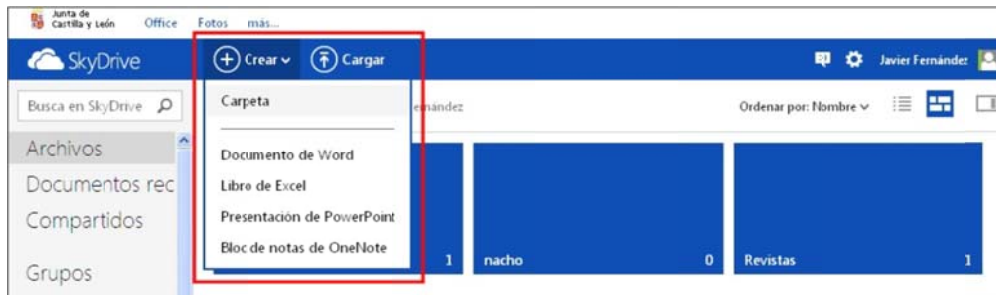 Junta de
Castilla y León
Office Fotos más...
SkyDrive
Crear Cargar
Javier Fernández
Busca en SkyDrive
Carpeta
ernández
Ordenar por: Nombre
Archivos
Documentos rec
Compartidos
Grupos
Documento de Word
Libro de Excel
Presentación de PowerPoint
Bloc de notas de OneNote
1
nacho 0
Revistas 1